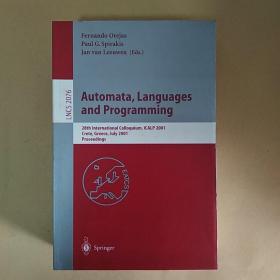 Fernando Orejas
Paul G. Spirakis
Jan van Leeuwen (Eds.)
LNCS 2076
Automata, Languages
and Programming
28th International Colloquium, ICALP 2001
Crete, Greece, July 2001
Proceedings
EATCS
Springer